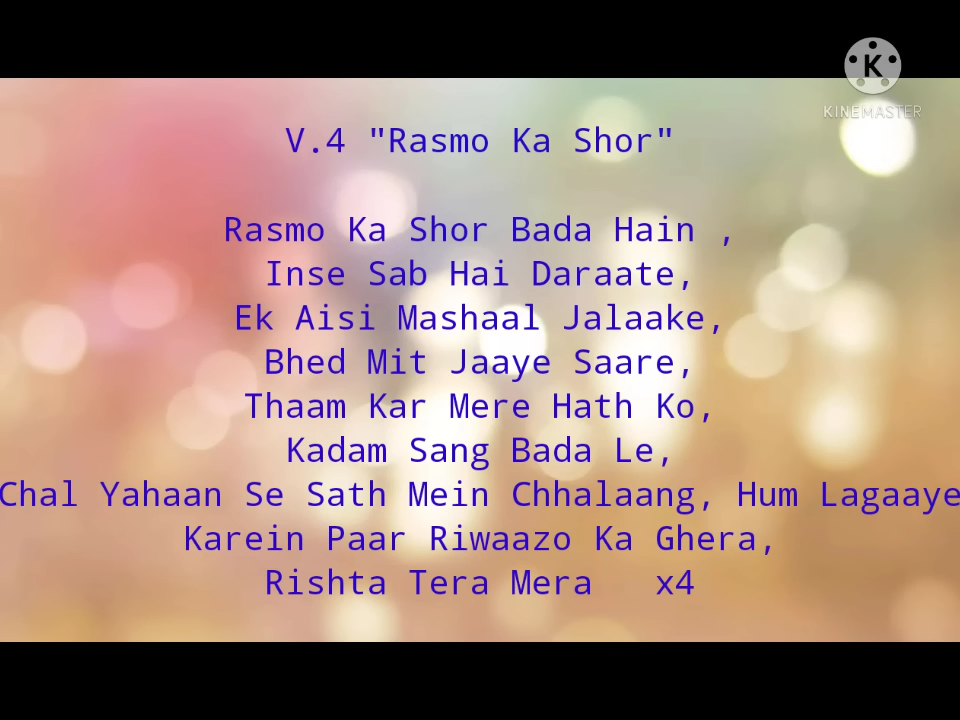 K
KINEMASTER
V.4 "Rasmo Ka Shor"
Rasmo Ka Shor Bada Hain ,
Inse Sab Hai Daraate,
Ek Aisi Mashaal Jalaake,
Bhed Mit Jaaye Saare,
Thaam Kar Mere Hath Ko,
Kadam Sang Bada Le,
Chal Yahaan Se Sath Mein Chhalaang, Hum Lagaaye
Karein Paar Riwaazo Ka Ghera,
Rishta Tera Mera   x4